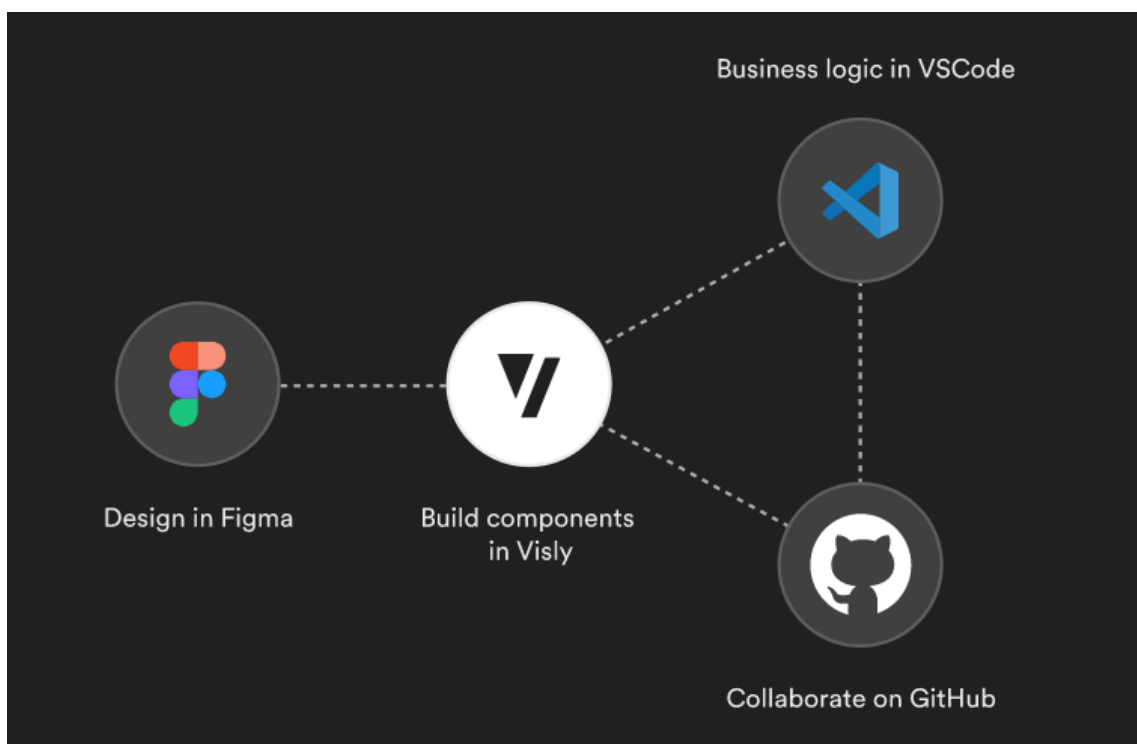 Business logic in VSCode
Design in Figma
Build components
in Visly
Collaborate on GitHub